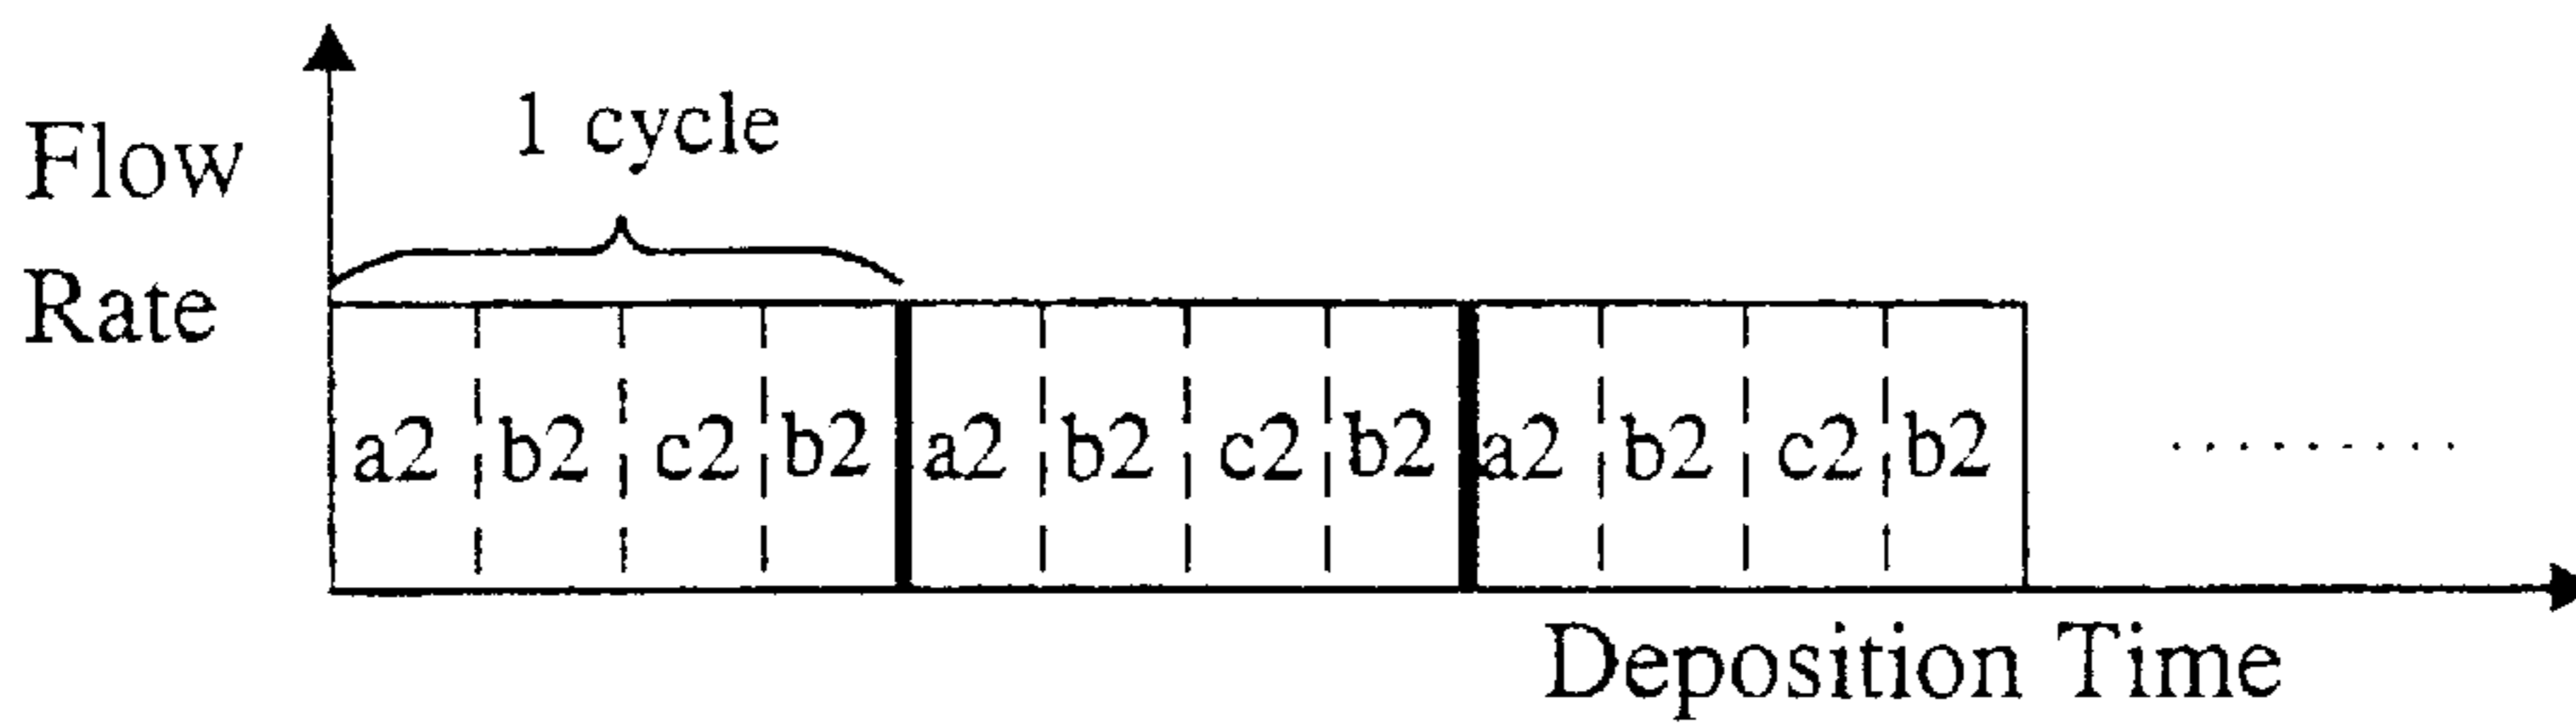 Flow
Rate
1 cycle
a2 b2 c2 b2 a2 b2 c2 b2 a2 b2 c2 b2 .........
Deposition Time